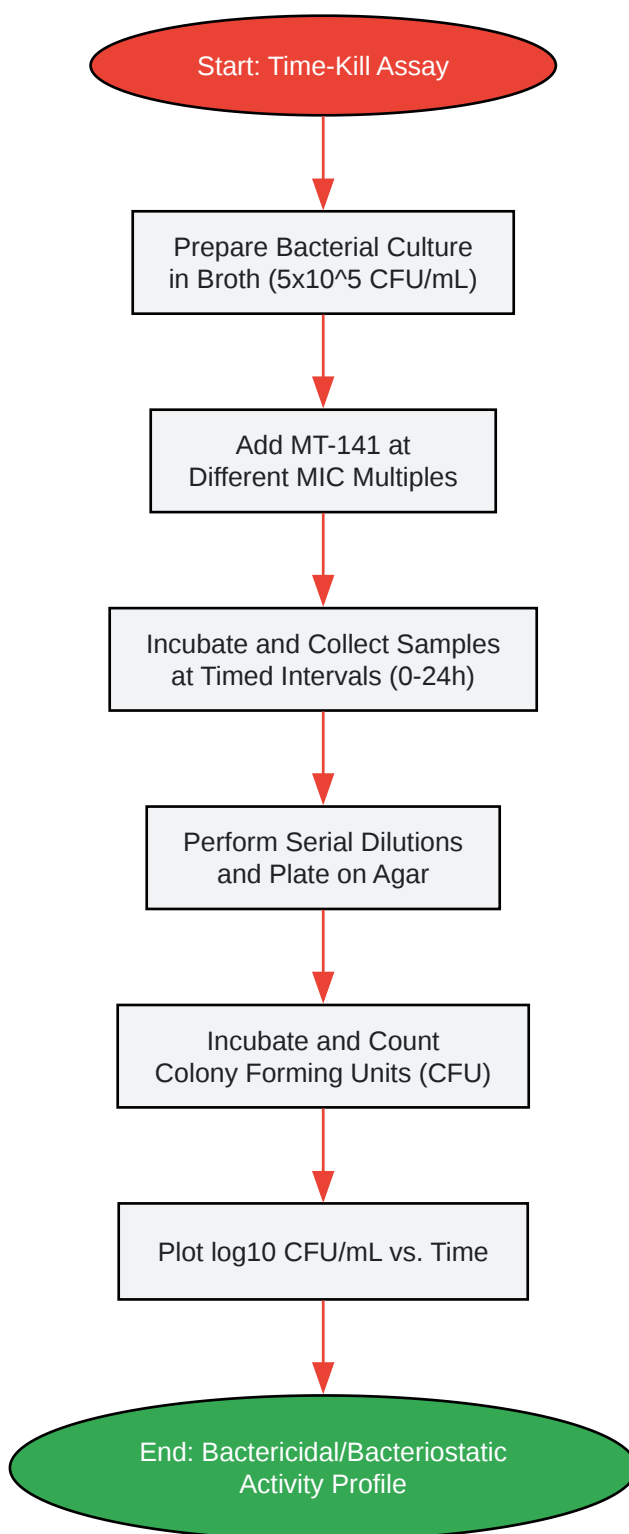 Start: Time-Kill Assay
Prepare Bacterial Culture
in Broth (5x10^5 CFU/mL)
Add MT-141 at
Different MIC Multiples
Incubate and Collect Samples
at Timed Intervals (0-24h)
Perform Serial Dilutions
and Plate on Agar
Incubate and Count
Colony Forming Units (CFU)
Plot log10 CFU/mL vs. Time
End: Bactericidal/Bacteriostatic
Activity Profile